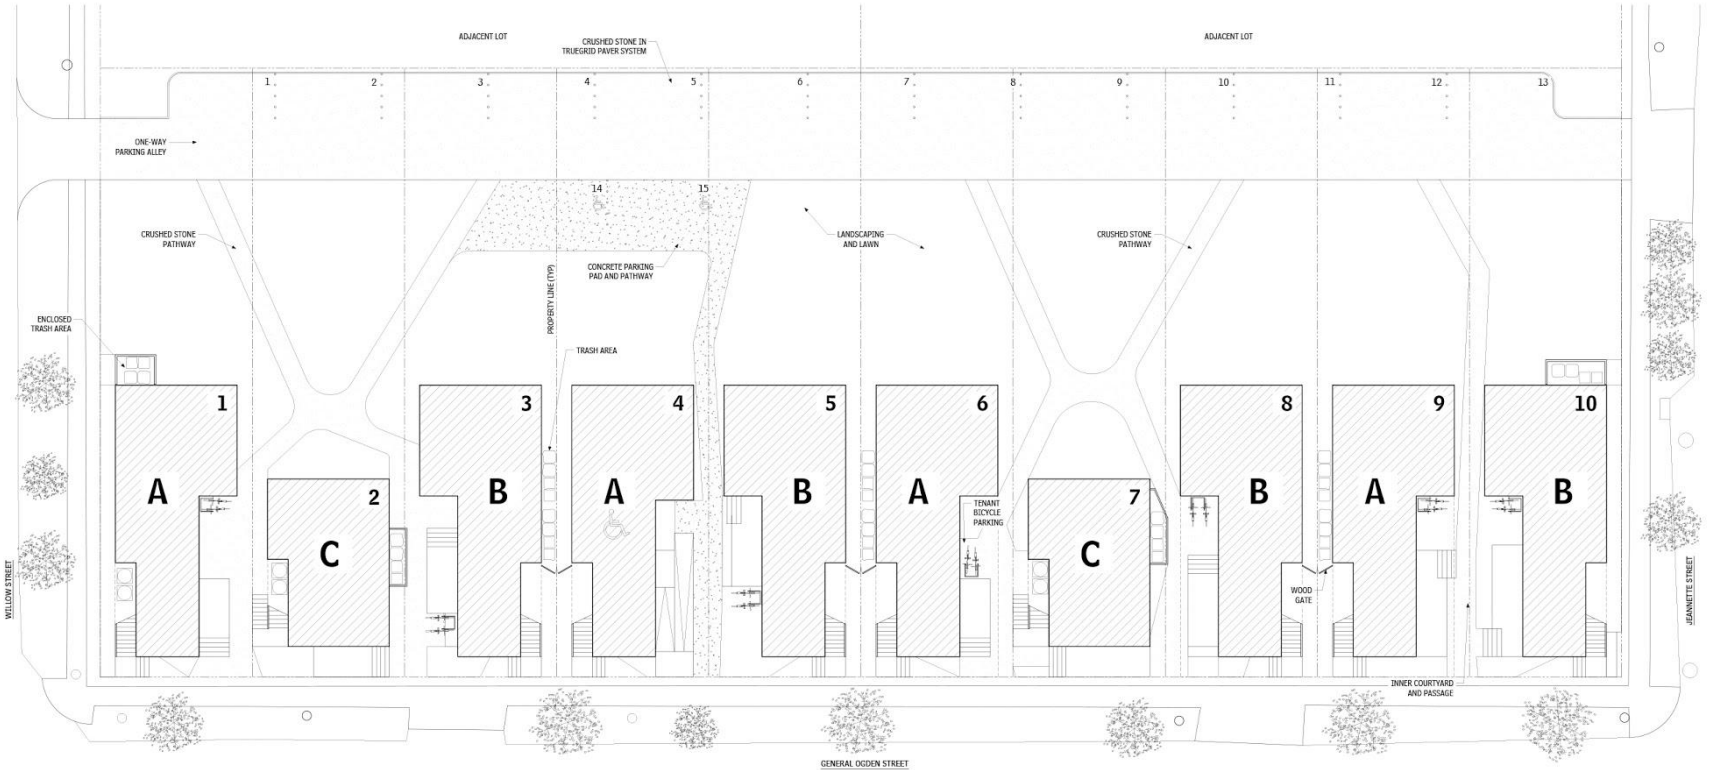 ADJACENT LOT
CRUSHED STONE IN
TRUEGRID PAVER SYSTEM
ADJACENT LOT
1
2
3
4
5
6
7
8
9
10
11
12
13
ONE-WAY
PARKING ALLEY
14
15
CRUSHED STONE
PATHWAY
LANDSCAPING
AND LAWN
CRUSHED STONE
PATHWAY
CONCRETE PARKING
PAD AND PATHWAY
PROPERTY LINE (TYP)
ENCLOSED
TRASH AREA
TRASH AREA
1
3
4
5
6
8
9
10
A
B
A
B
A
B
A
B
2
7
C
C
TENANT
BICYCLE
PARKING
WOOD
GATE
WILLOW STREET
JEANNETTE STREET
INNER COURTYARD
AND PASSAGE
GENERAL OGDEN STREET